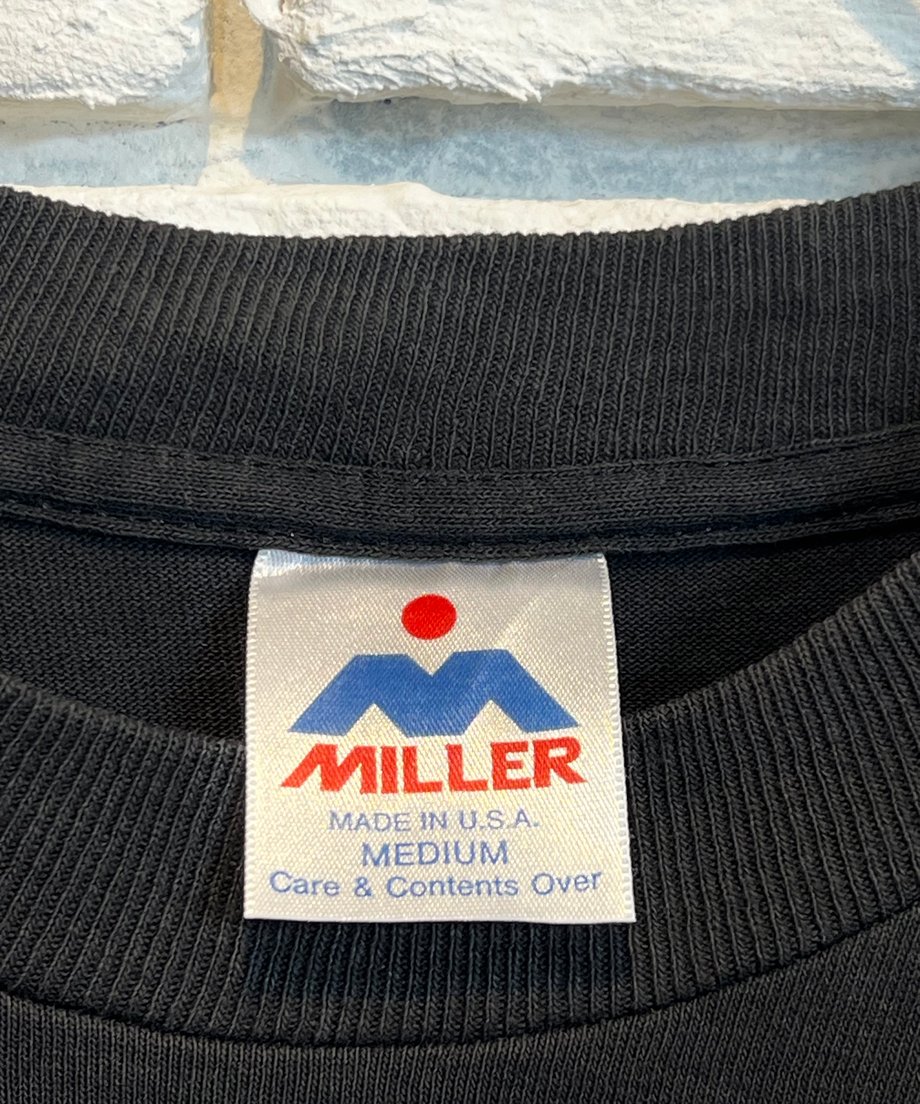 MILLER
MADE IN U.S.A.
MEDIUM
Care & Contents Over